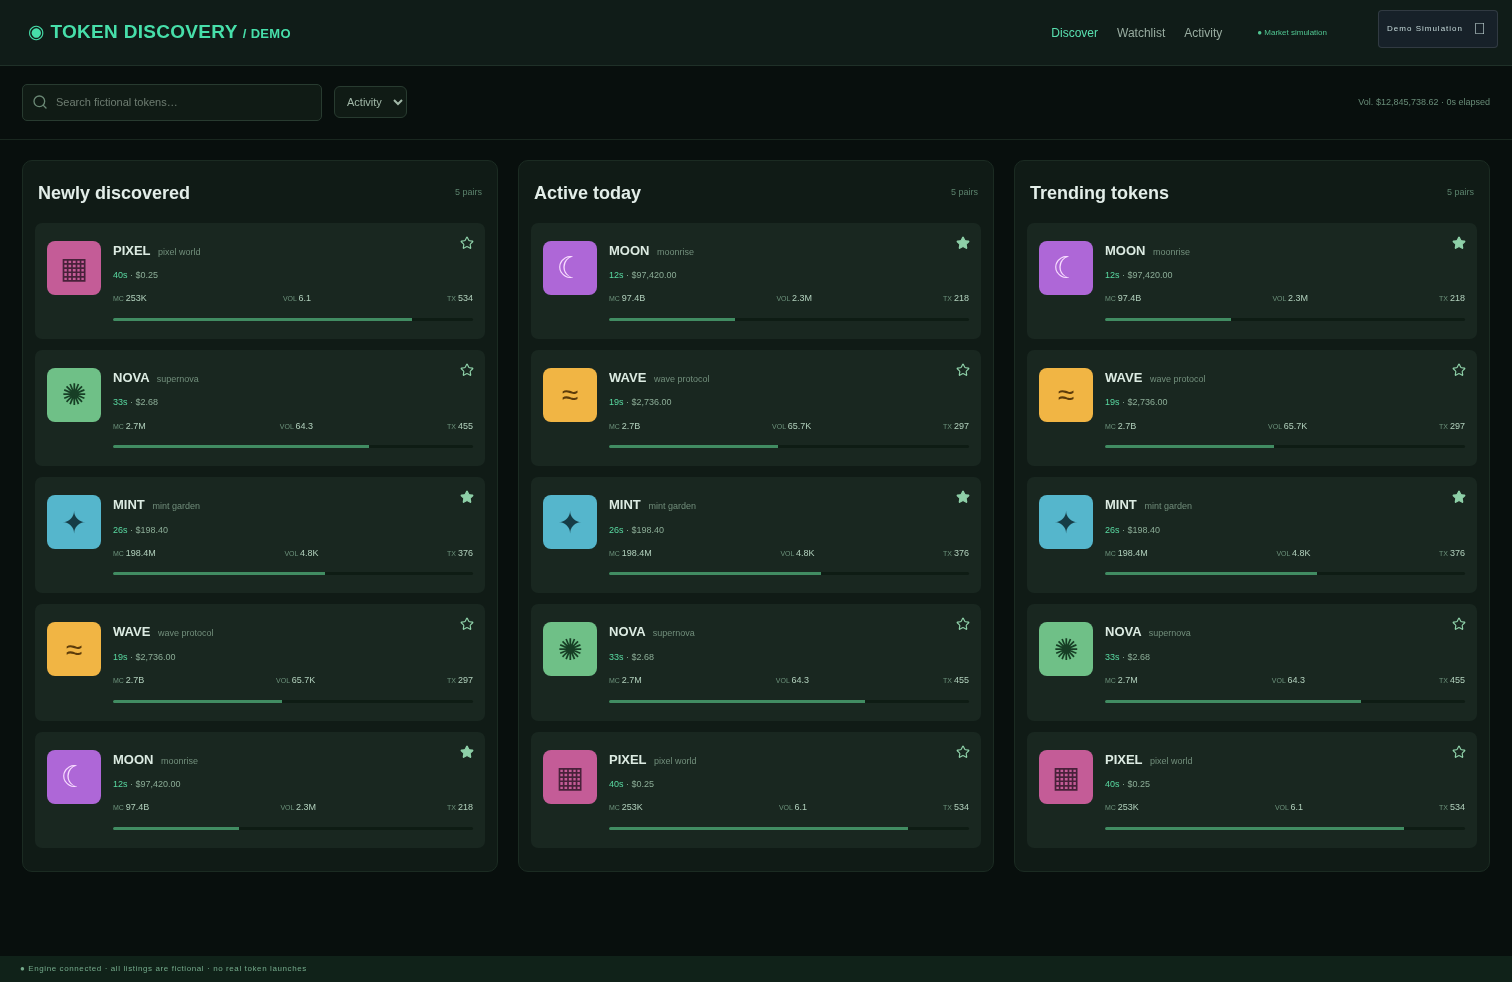 TOKEN DISCOVERY / DEMO
Discover Watchlist Activity ● Market simulation Demo Simulation
Search fictional tokens… Activity Vol. $12,845,738.62 · 0s elapsed
Newly discovered 5 pairs
PIXEL pixel world
40s · $0.25
MC 253K VOL 6.1 TX 534
NOVA supernova
33s · $2.68
MC 2.7M VOL 64.3 TX 455
MINT mint garden
26s · $198.40
MC 198.4M VOL 4.8K TX 376
WAVE wave protocol
19s · $2,736.00
MC 2.7B VOL 65.7K TX 297
MOON moonrise
12s · $97,420.00
MC 97.4B VOL 2.3M TX 218
Active today 5 pairs
MOON moonrise
12s · $97,420.00
MC 97.4B VOL 2.3M TX 218
WAVE wave protocol
19s · $2,736.00
MC 2.7B VOL 65.7K TX 297
MINT mint garden
26s · $198.40
MC 198.4M VOL 4.8K TX 376
NOVA supernova
33s · $2.68
MC 2.7M VOL 64.3 TX 455
PIXEL pixel world
40s · $0.25
MC 253K VOL 6.1 TX 534
Trending tokens 5 pairs
MOON moonrise
12s · $97,420.00
MC 97.4B VOL 2.3M TX 218
WAVE wave protocol
19s · $2,736.00
MC 2.7B VOL 65.7K TX 297
MINT mint garden
26s · $198.40
MC 198.4M VOL 4.8K TX 376
NOVA supernova
33s · $2.68
MC 2.7M VOL 64.3 TX 455
PIXEL pixel world
40s · $0.25
MC 253K VOL 6.1 TX 534
● Engine connected · all listings are fictional · no real token launches